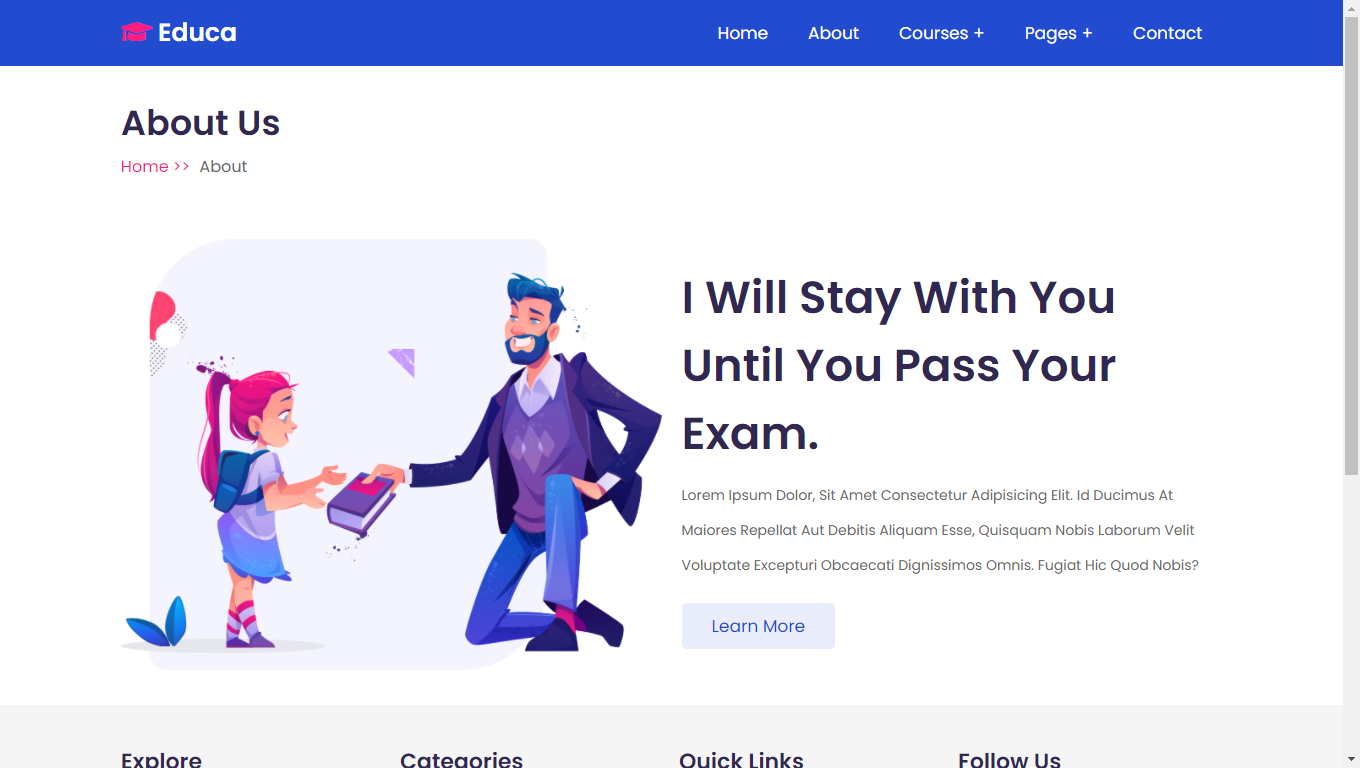 Educa
Home About Courses + Pages + Contact
About Us
Home >> About
I Will Stay With You
Until You Pass Your
Exam.
Lorem Ipsum Dolor, Sit Amet Consectetur Adipisicing Elit. Id Ducimus At
Maiores Repellat Aut Debitis Aliquam Esse, Quisquam Nobis Laborum Velit
Voluptate Excepturi Obcaecati Dignissimos Omnis. Fugiat Hic Quod Nobis?
Learn More
Explore Categories Quick Links Follow Us